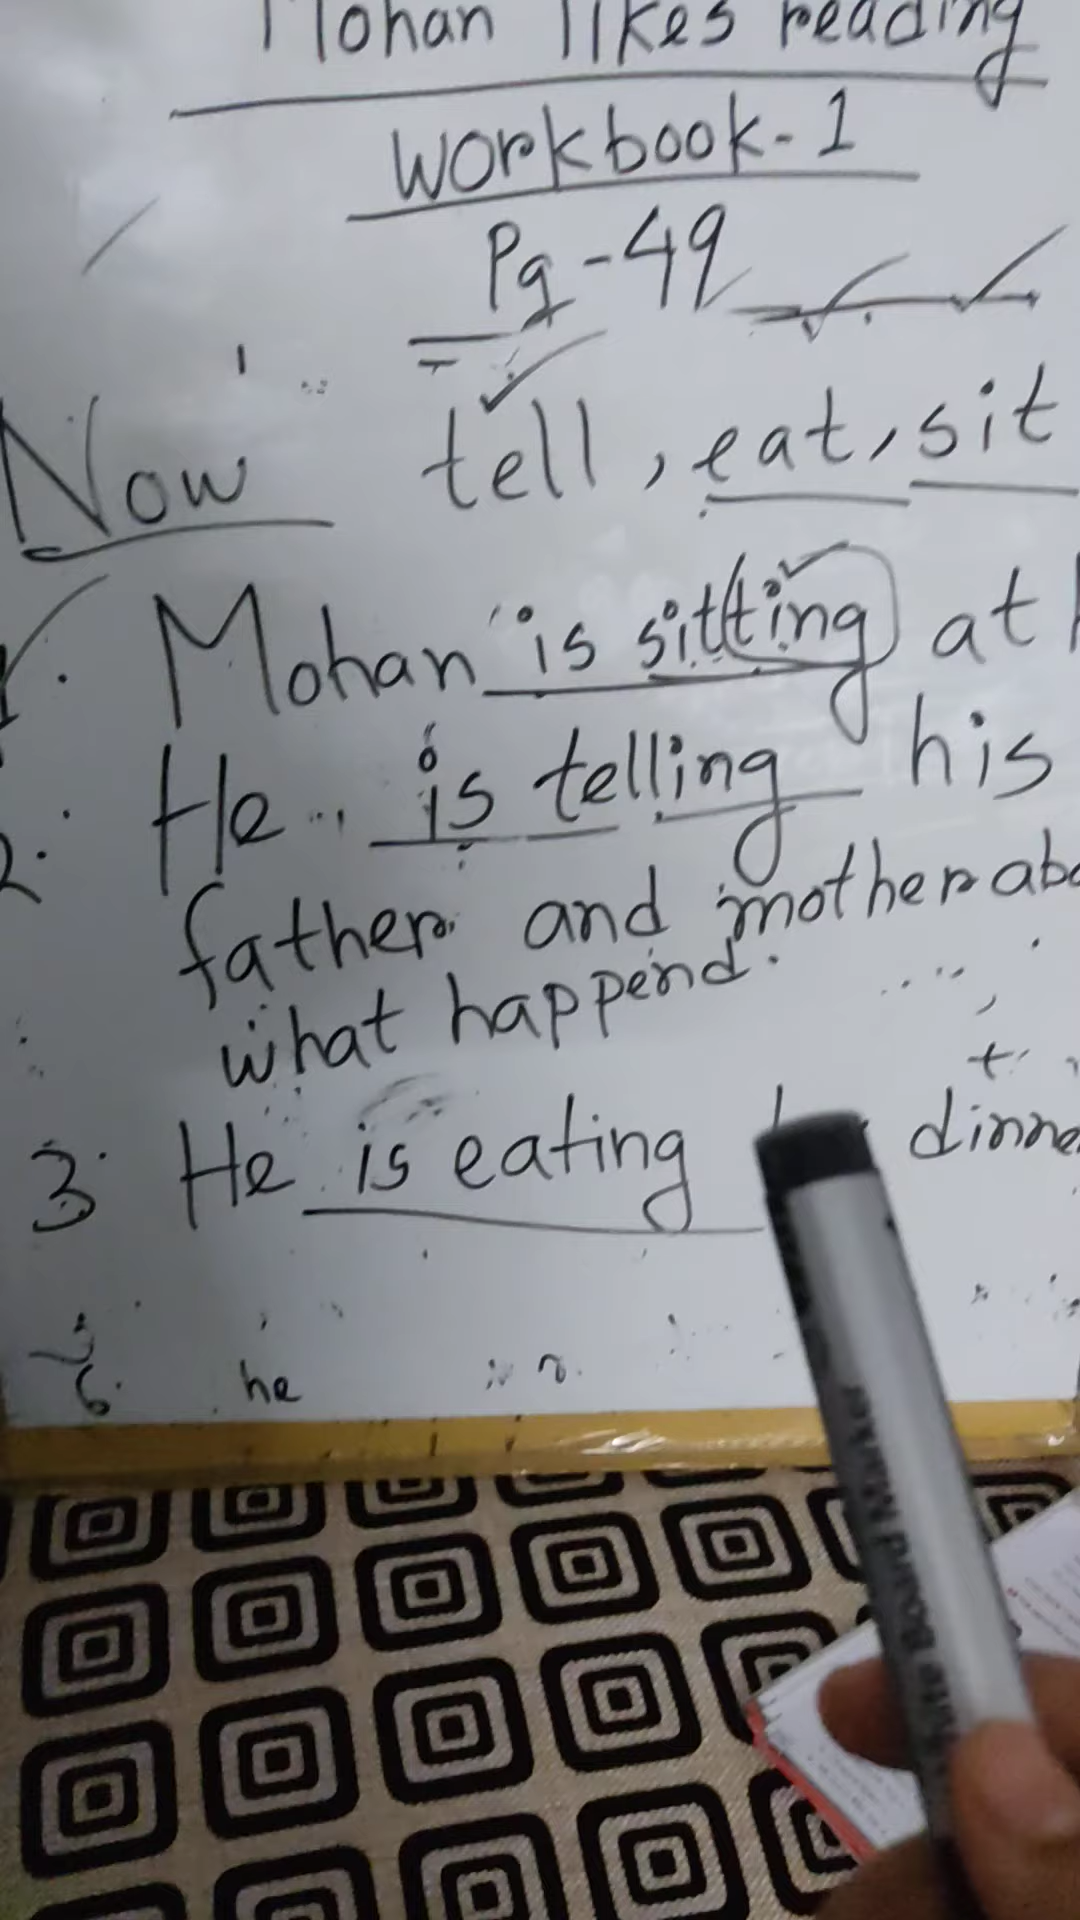 Mohan likes reading
Workbook-1
Pg-49
Now tell, eat, sit
1. Mohan is sitting at
2. He is telling his
father and mother abo
what happend.
3. He is eating dinne
he